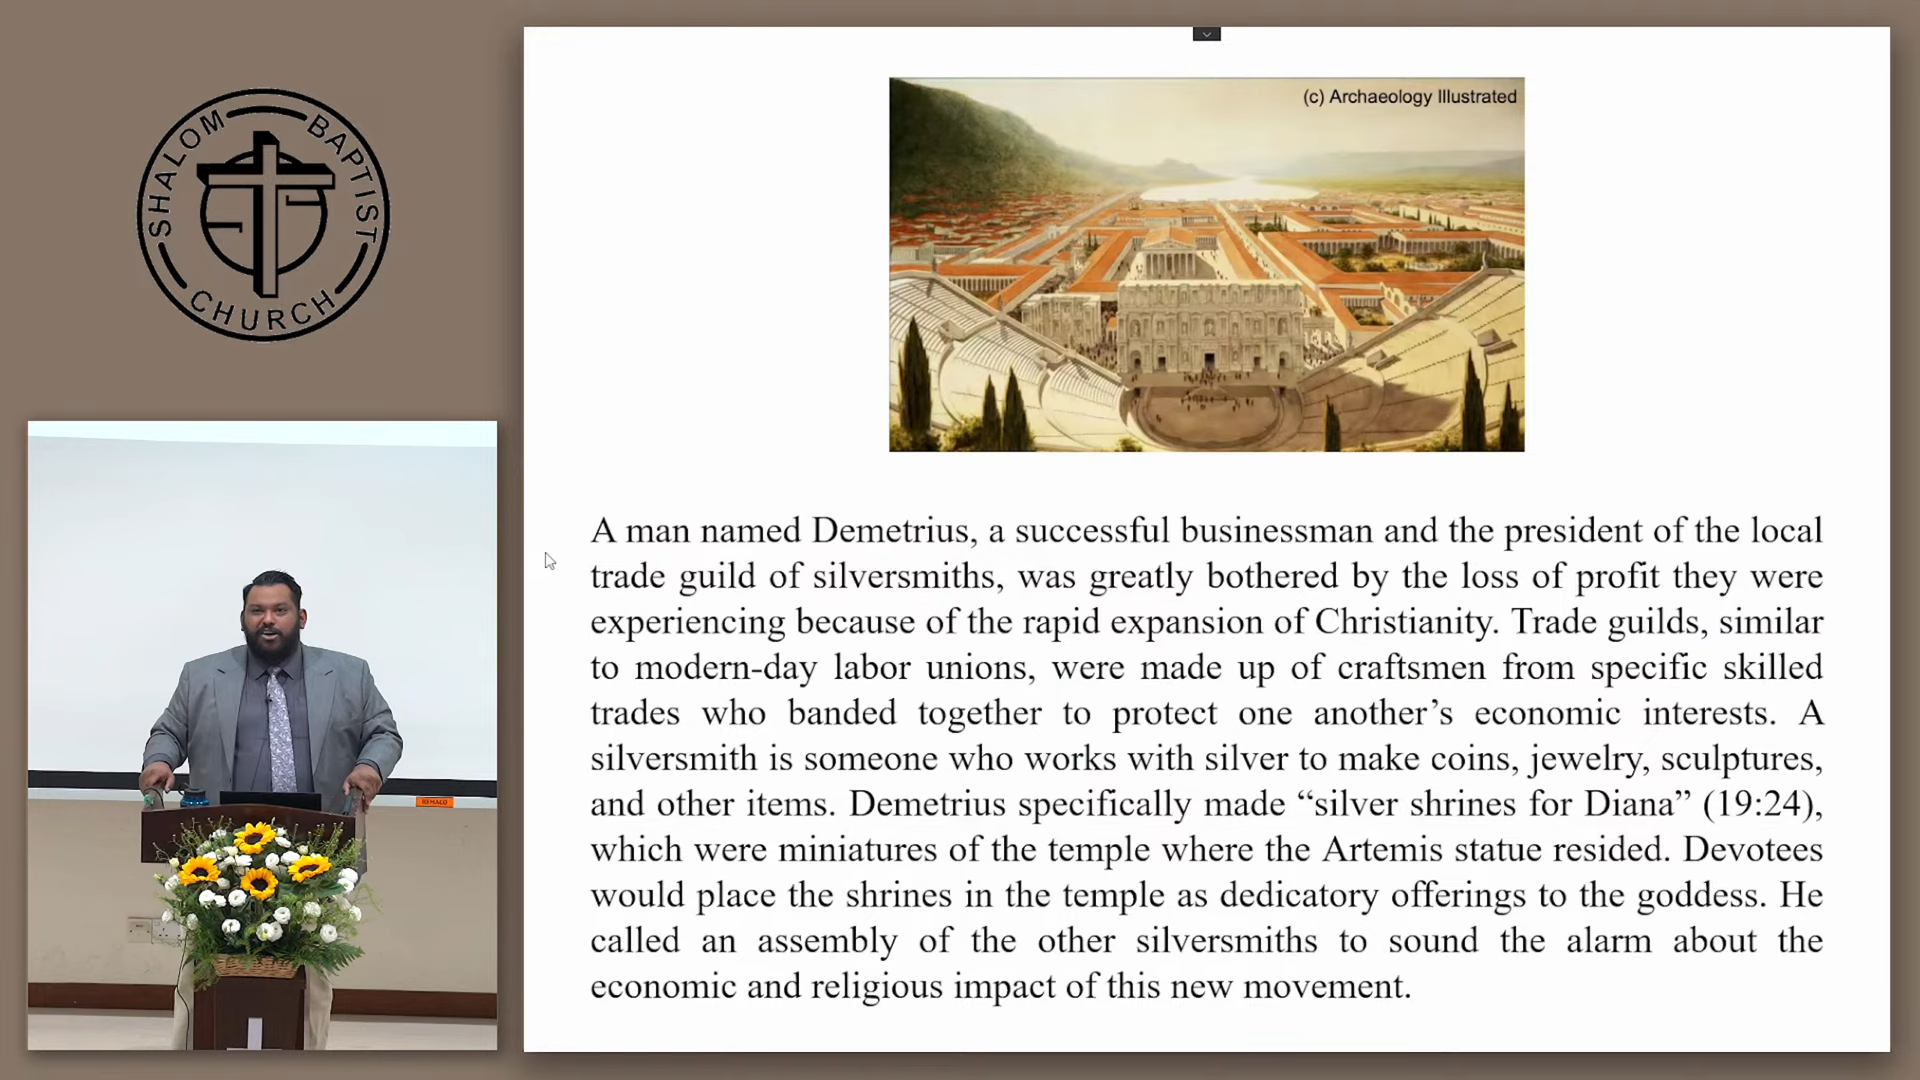 SHALOM BAPTIST CHURCH
(c) Archaeology Illustrated
A man named Demetrius, a successful businessman and the president of the local
trade guild of silversmiths, was greatly bothered by the loss of profit they were
experiencing because of the rapid expansion of Christianity. Trade guilds, similar
to modern-day labor unions, were made up of craftsmen from specific skilled
trades who banded together to protect one another’s economic interests. A
silversmith is someone who works with silver to make coins, jewelry, sculptures,
and other items. Demetrius specifically made “silver shrines for Diana” (19:24),
which were miniatures of the temple where the Artemis statue resided. Devotees
would place the shrines in the temple as dedicatory offerings to the goddess. He
called an assembly of the other silversmiths to sound the alarm about the
economic and religious impact of this new movement.